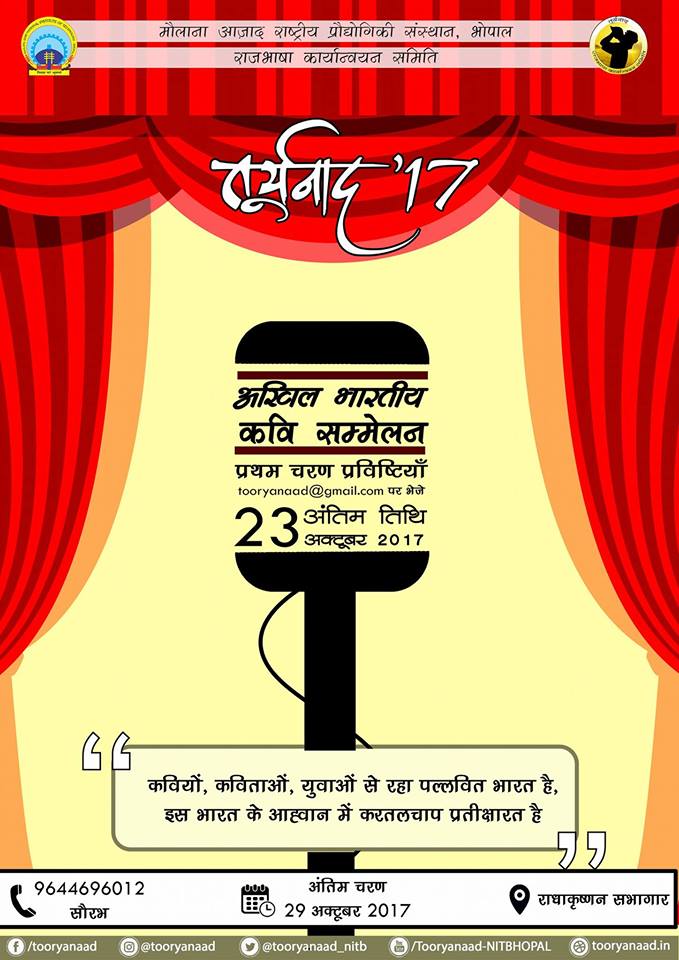 मौलाना आज़ाद राष्ट्रीय प्रौद्योगिकी संस्थान, भोपाल
राजभाषा कार्यान्वयन समिति
तूर्यनाद '17
अखिल भारतीय
कवि सम्मेलन
प्रथम चरण प्रविष्टियाँ
tooryanaad@gmail.com पर भेजे
23 अंतिम तिथि
अक्टूबर 2017
कवियों, कविताओं, युवाओं से रहा पल्लवित भारत है,
इस भारत के आह्वान में करतलचाप प्रतीक्षारत है
9644696012
सौरभ
अंतिम चरण
29 अक्टूबर 2017
राधाकृष्णन सभागार
/tooryanaad
@tooryanaad
@tooryanaad_nitb
/Tooryanaad-NITBHOPAL
tooryanaad.in